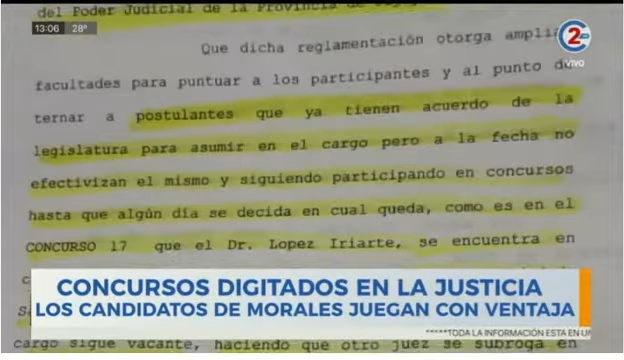 del Poder Judicial de la Provincia de
13:06 28°
2
VIVO
Que dicha reglamentación otorga amplia
facultades para puntuar a los participantes y al punto de
ternar a postulantes que ya tienen acuerdo de la
legislatura para asumir en el cargo pero a la fecha no
efectivizan el mismo y siguiendo participando en concursos
hasta que algún día se decida en cual queda, como es en el
CONCURSO 17 que el Dr. Lopez Iriarte, se encuentra en
CONCURSOS DIGITADOS EN LA JUSTICIA
LOS CANDIDATOS DE MORALES JUEGAN CON VENTAJA
*****TODA LA INFORMACIÓN ESTA EN
cargo sigue vacante, haciendo que otro juez se subroga en